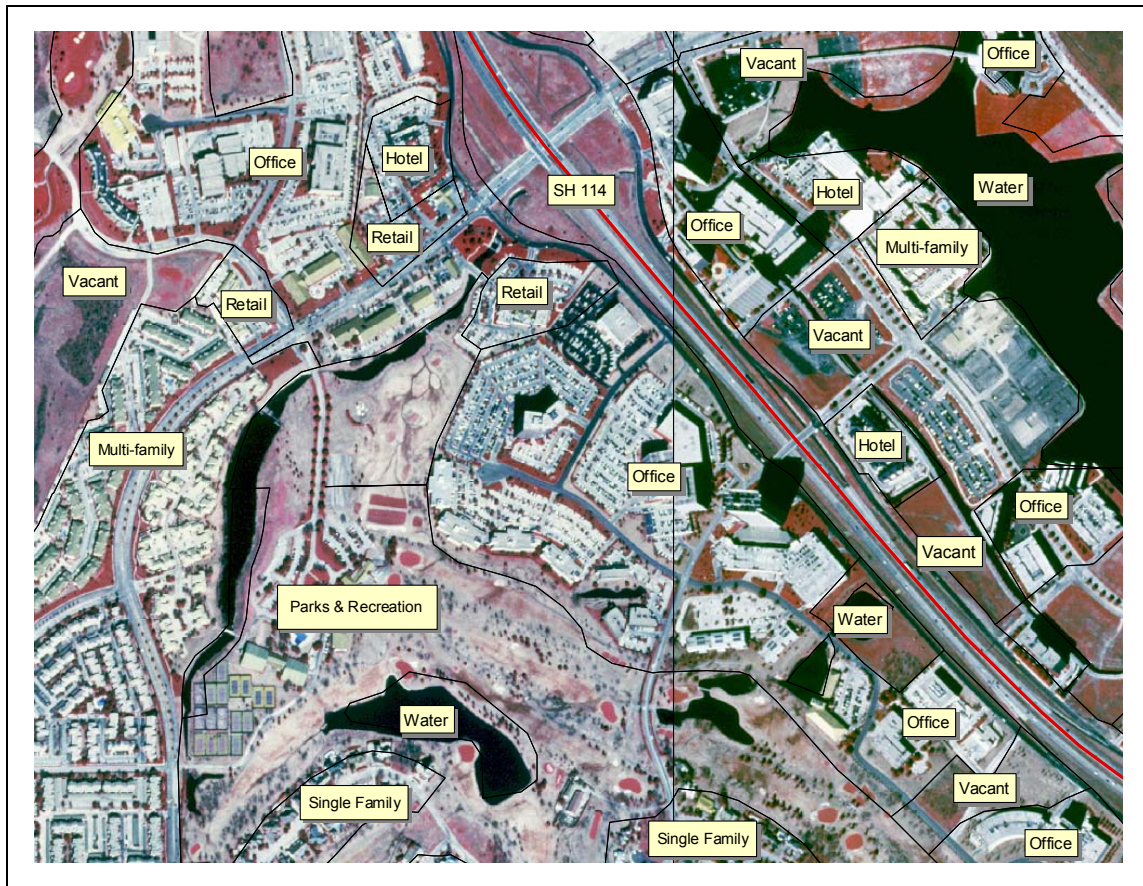 Vacant
Office
Office
Hotel
Water
SH 114
Hotel
Office
Retail
Multi-family
Vacant
Retail
Retail
Vacant
Hotel
Multi-family
Office
Office
Vacant
Parks & Recreation
Water
Water
Office
Vacant
Single Family
Single Family
Office